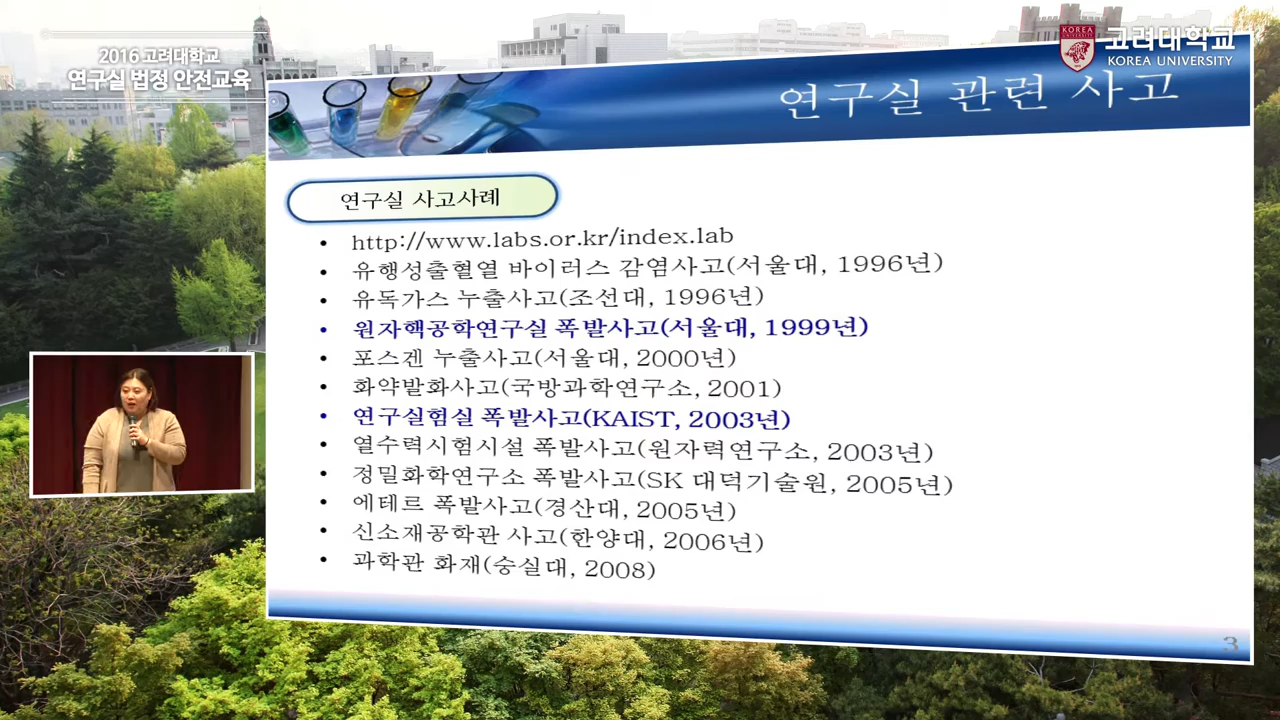 2016 고려대학교
연구실 법정 안전교육
KOREA
UNIVERSITY
고려대학교
KOREA UNIVERSITY
연구실 관련 사고
연구실 사고사례
• http://www.labs.or.kr/index.lab
• 유행성출혈열 바이러스 감염사고(서울대, 1996년)
• 유독가스 누출사고(조선대, 1996년)
• 원자핵공학연구실 폭발사고(서울대, 1999년)
• 포스겐 누출사고(서울대, 2000년)
• 화약발화사고(국방과학연구소, 2001)
• 연구실험실 폭발사고(KAIST, 2003년)
• 열수력시험시설 폭발사고(원자력연구소, 2003년)
• 정밀화학연구소 폭발사고(SK 대덕기술원, 2005년)
• 에테르 폭발사고(경산대, 2005년)
• 신소재공학관 사고(한양대, 2006년)
• 과학관 화재(숭실대, 2008)
3